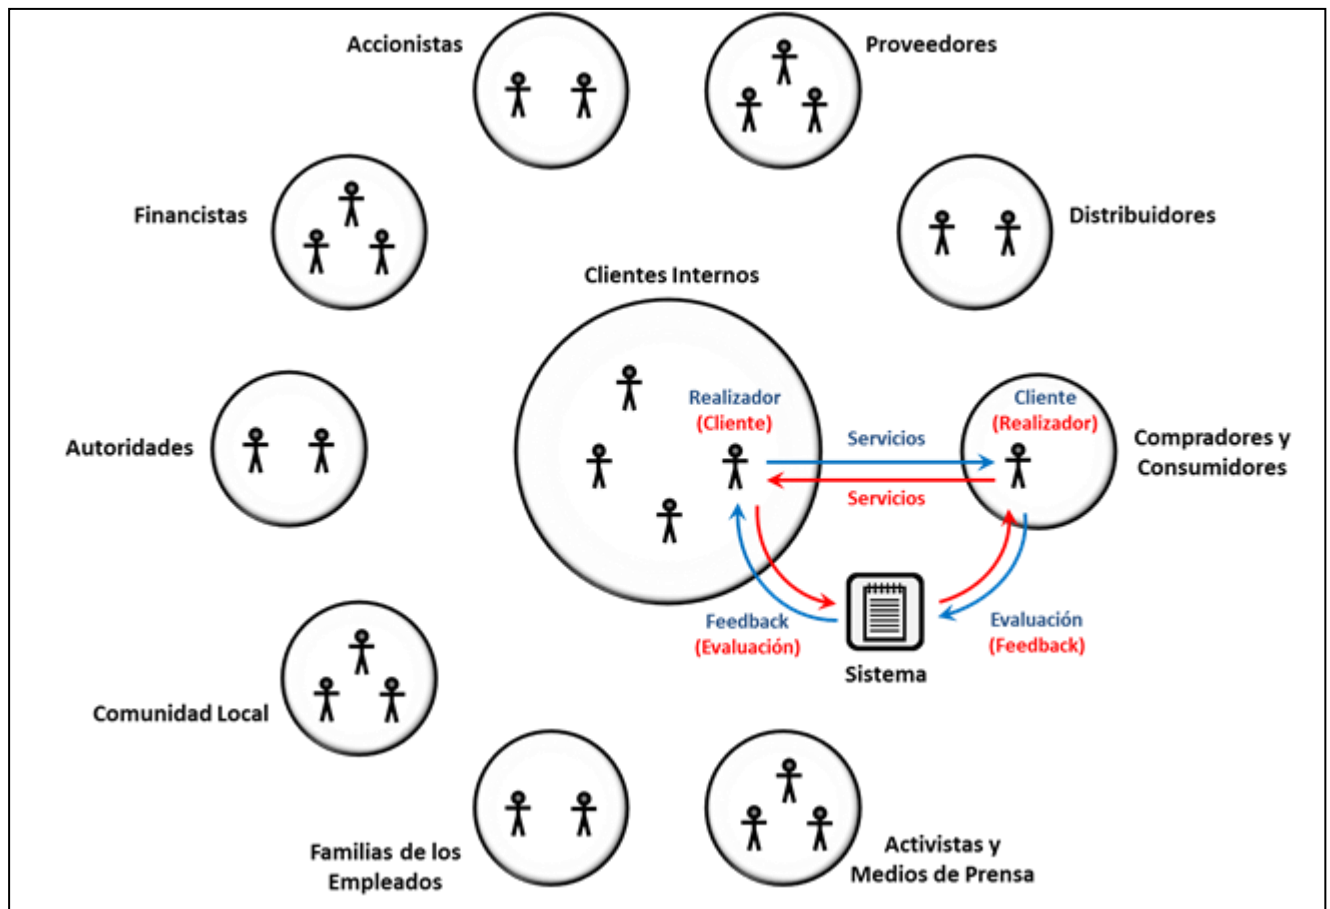 Accionistas
Proveedores
Financistas
Distribuidores
Clientes Internos
Realizador
(Cliente)
Servicios
Servicios
Cliente
(Realizador)
Compradores y
Consumidores
Autoridades
Feedback
(Evaluación)
Evaluación
(Feedback)
Sistema
Comunidad Local
Familias de los
Empleados
Activistas y
Medios de Prensa